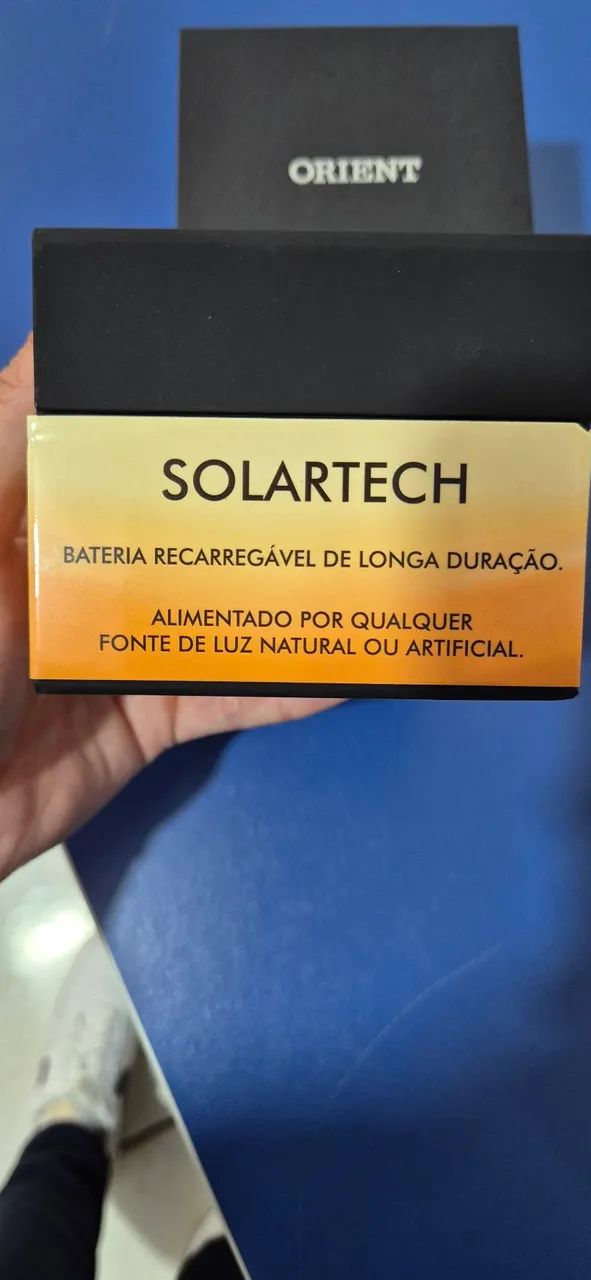 ORIENT
SOLARTECH
BATERIA RECARREGÁVEL DE LONGA DURAÇÃO.
ALIMENTADO POR QUALQUER
FONTE DE LUZ NATURAL OU ARTIFICIAL.